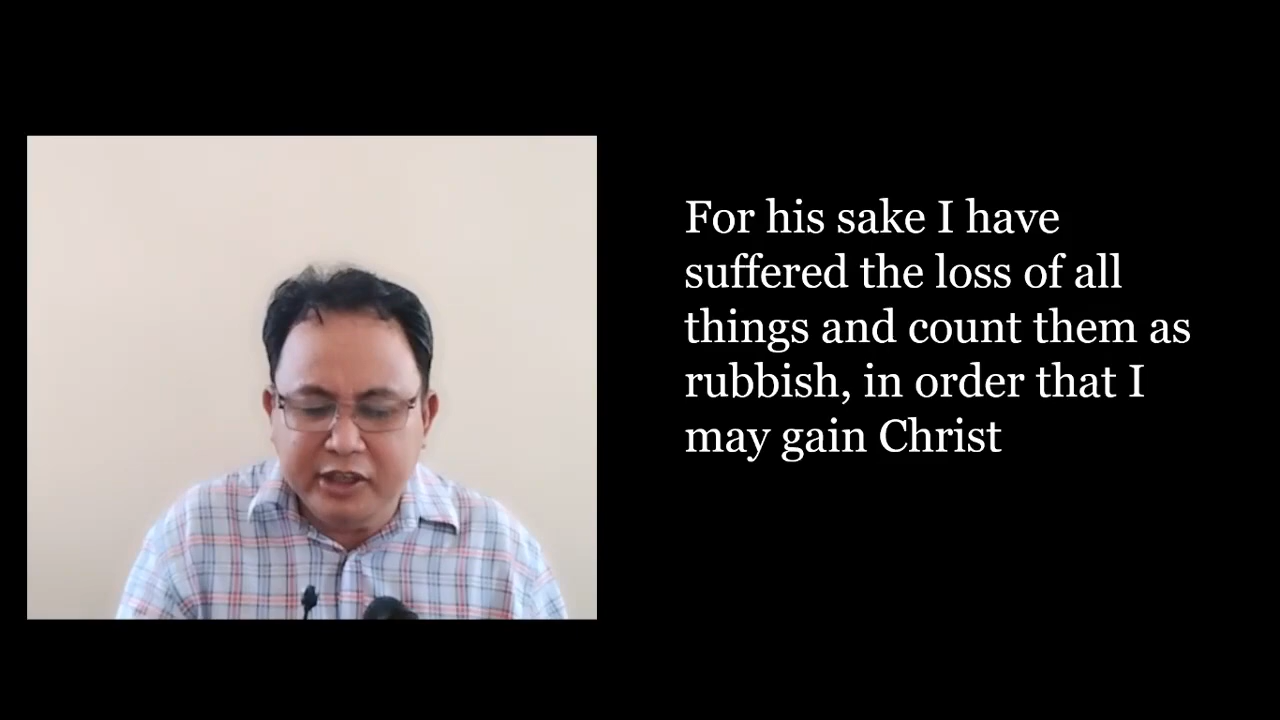 For his sake I have
suffered the loss of all
things and count them as
rubbish, in order that I
may gain Christ